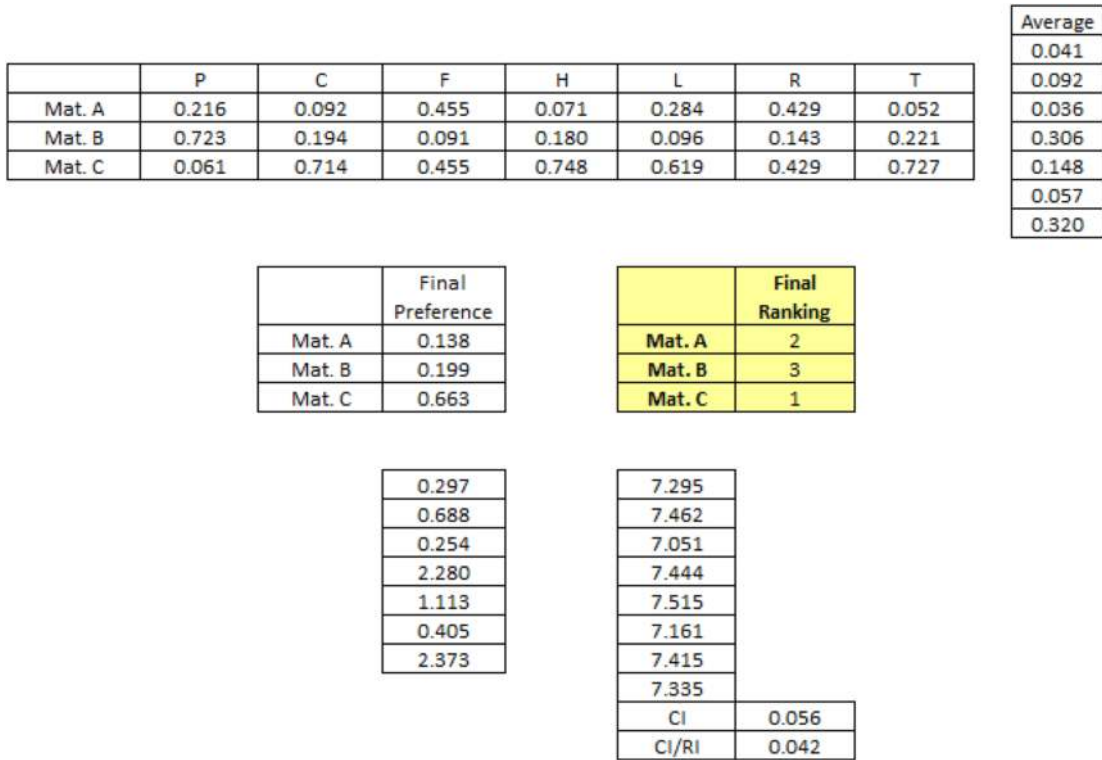 Average
0.041
P C F H L R T 0.092
Mat. A 0.216 0.092 0.455 0.071 0.284 0.429 0.052 0.036
Mat. B 0.723 0.194 0.091 0.180 0.096 0.143 0.221 0.306
Mat. C 0.061 0.714 0.455 0.748 0.619 0.429 0.727 0.148
0.057
0.320
Final
Preference
Mat. A 0.138
Mat. B 0.199
Mat. C 0.663
Final
Ranking
Mat. A 2
Mat. B 3
Mat. C 1
0.297
0.688
0.254
2.280
1.113
0.405
2.373
7.295
7.462
7.051
7.444
7.515
7.161
7.415
7.335
CI 0.056
CI/RI 0.042